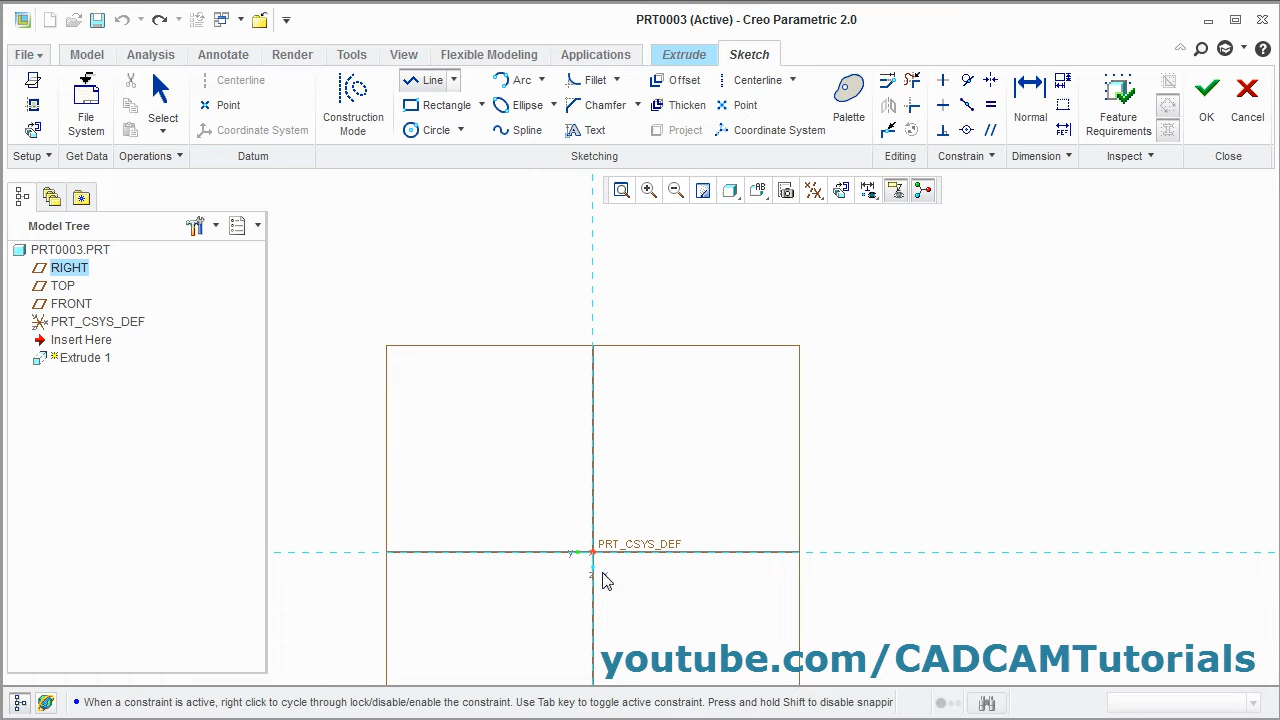 PRT0003 (Active) - Creo Parametric 2.0
File Model Analysis Annotate Render Tools View Flexible Modeling Applications Extrude Sketch
Centerline Line Arc Fillet Offset Centerline
Point Rectangle Ellipse Chamfer Thicken Point
Coordinate System Circle Spline Text Project Coordinate System
File System Select Construction Mode Palette Normal Feature Requirements OK Cancel
Setup Get Data Operations Datum Sketching Editing Constrain Dimension Inspect Close
Model Tree
PRT0003.PRT
RIGHT
TOP
FRONT
PRT_CSYS_DEF
Insert Here
Extrude 1
PRT_CSYS_DEF
y
z
youtube.com/CADCAMTutorials
When a constraint is active, right click to cycle through lock/disable/enable the constraint. Use Tab key to toggle active constraint. Press and hold Shift to disable snappir